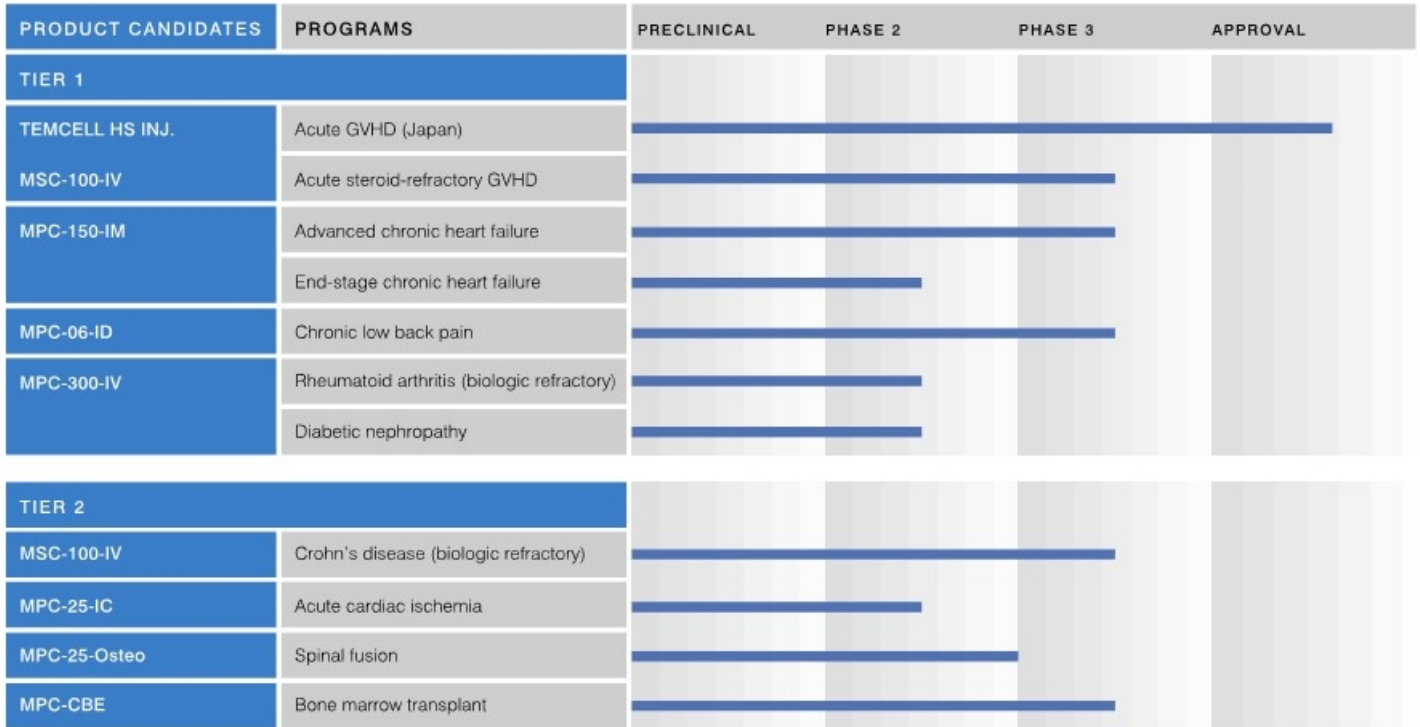 PRODUCT CANDIDATES PROGRAMS PRECLINICAL PHASE 2 PHASE 3 APPROVAL
TIER 1
TEMCELL HS INJ. Acute GVHD (Japan)
MSC-100-IV Acute steroid-refractory GVHD
MPC-150-IM Advanced chronic heart failure
End-stage chronic heart failure
MPC-06-ID Chronic low back pain
MPC-300-IV Rheumatoid arthritis (biologic refractory)
Diabetic nephropathy
TIER 2
MSC-100-IV Crohn's disease (biologic refractory)
MPC-25-IC Acute cardiac ischemia
MPC-25-Osteo Spinal fusion
MPC-CBE Bone marrow transplant